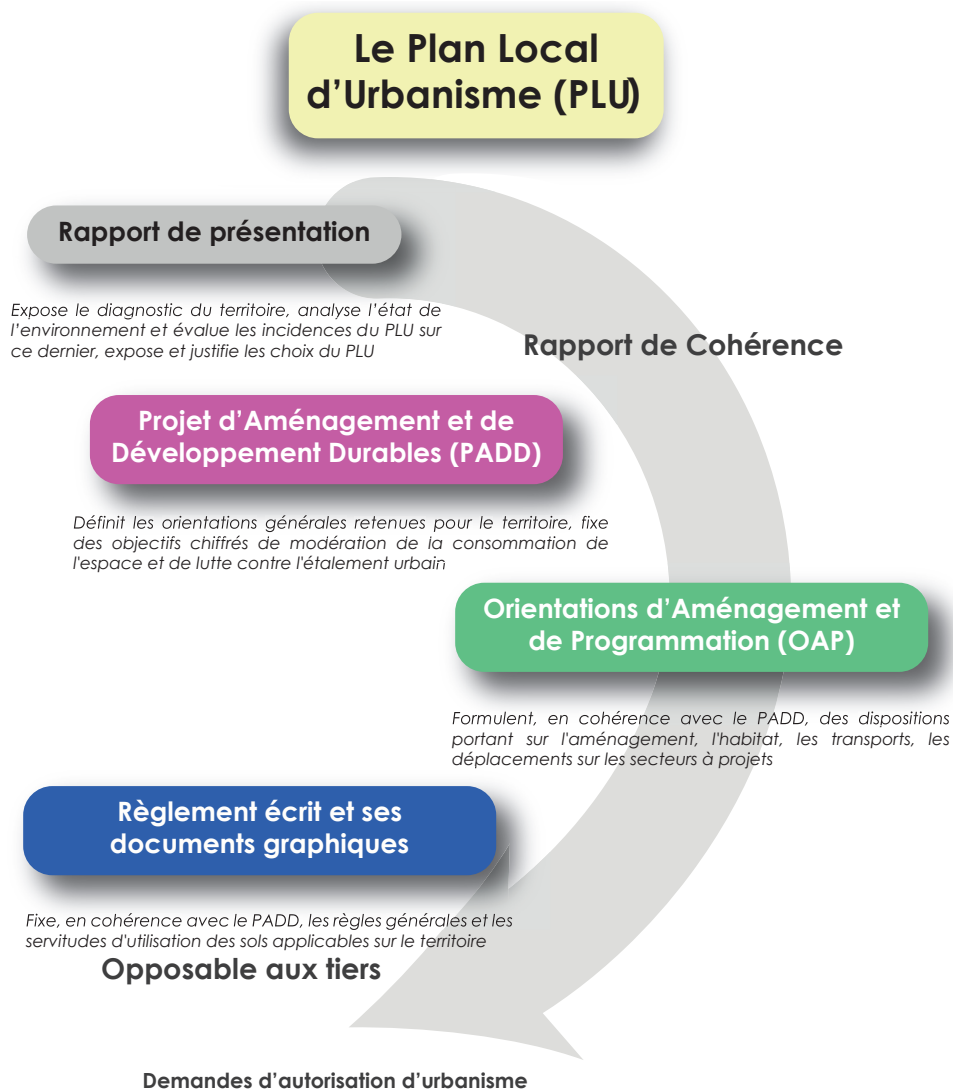 Le Plan Local
d’Urbanisme (PLU)
Rapport de présentation
Expose le diagnostic du territoire, analyse l’état de
l’environnement et évalue les incidences du PLU sur
ce dernier, expose et justifie les choix du PLU
Rapport de Cohérence
Projet d’Aménagement et de
Développement Durables (PADD)
Définit les orientations générales retenues pour le territoire, fixe
des objectifs chiffrés de modération de la consommation de
l'espace et de lutte contre l'étalement urbain
Orientations d’Aménagement et
de Programmation (OAP)
Formulent, en cohérence avec le PADD, des dispositions
portant sur l'aménagement, l'habitat, les transports, les
déplacements sur les secteurs à projets
Règlement écrit et ses
documents graphiques
Fixe, en cohérence avec le PADD, les règles générales et les
servitudes d'utilisation des sols applicables sur le territoire
Opposable aux tiers
Demandes d’autorisation d’urbanisme